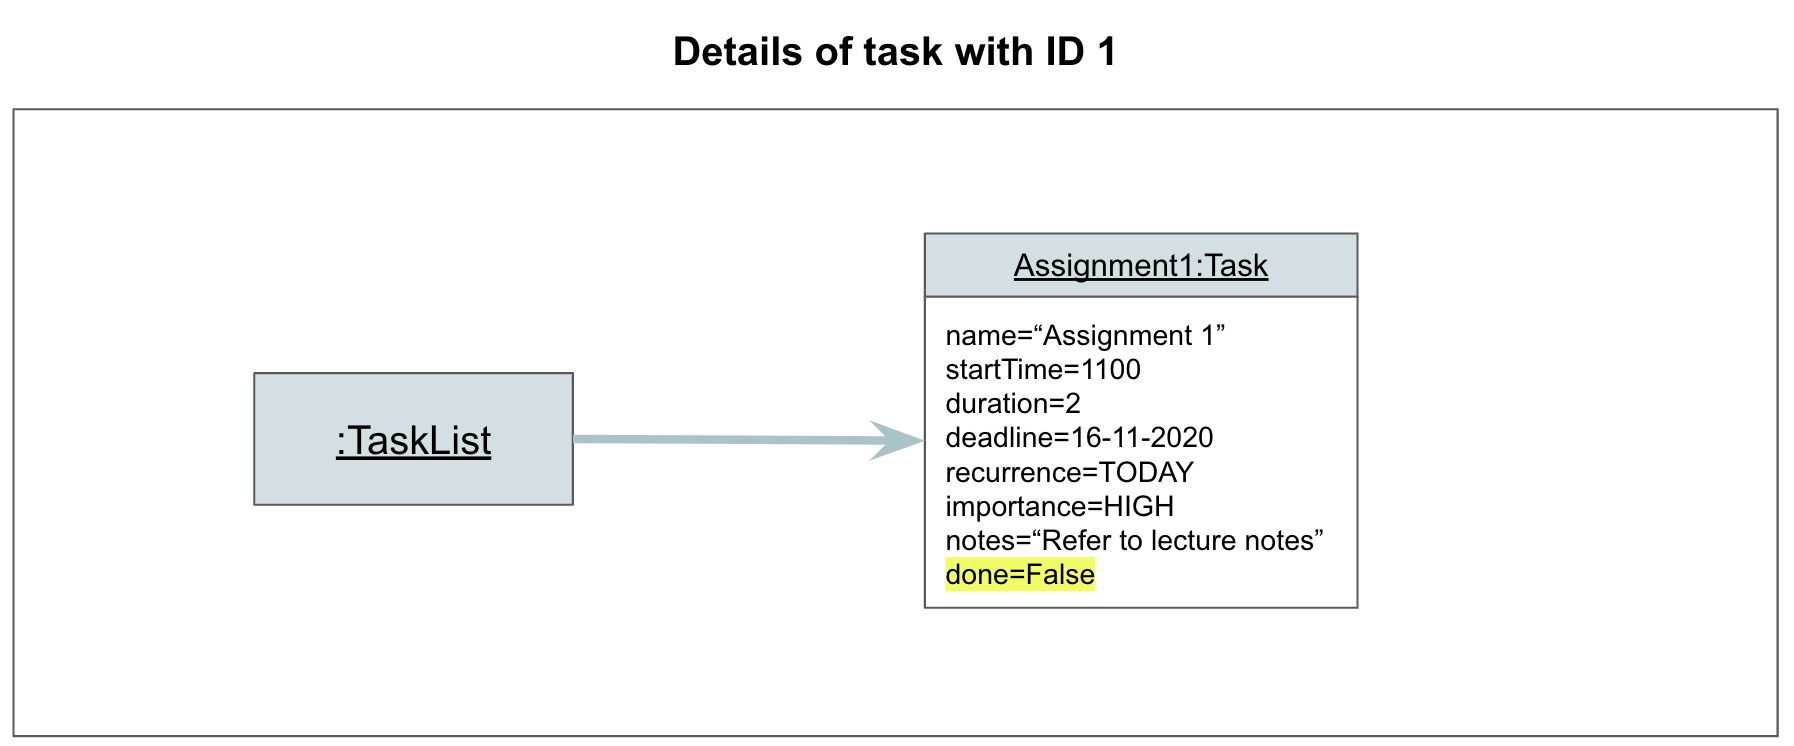 Details of task with ID 1
:TaskList
Assignment1:Task
name=“Assignment 1”
startTime=1100
duration=2
deadline=16-11-2020
recurrence=TODAY
importance=HIGH
notes=“Refer to lecture notes”
done=False